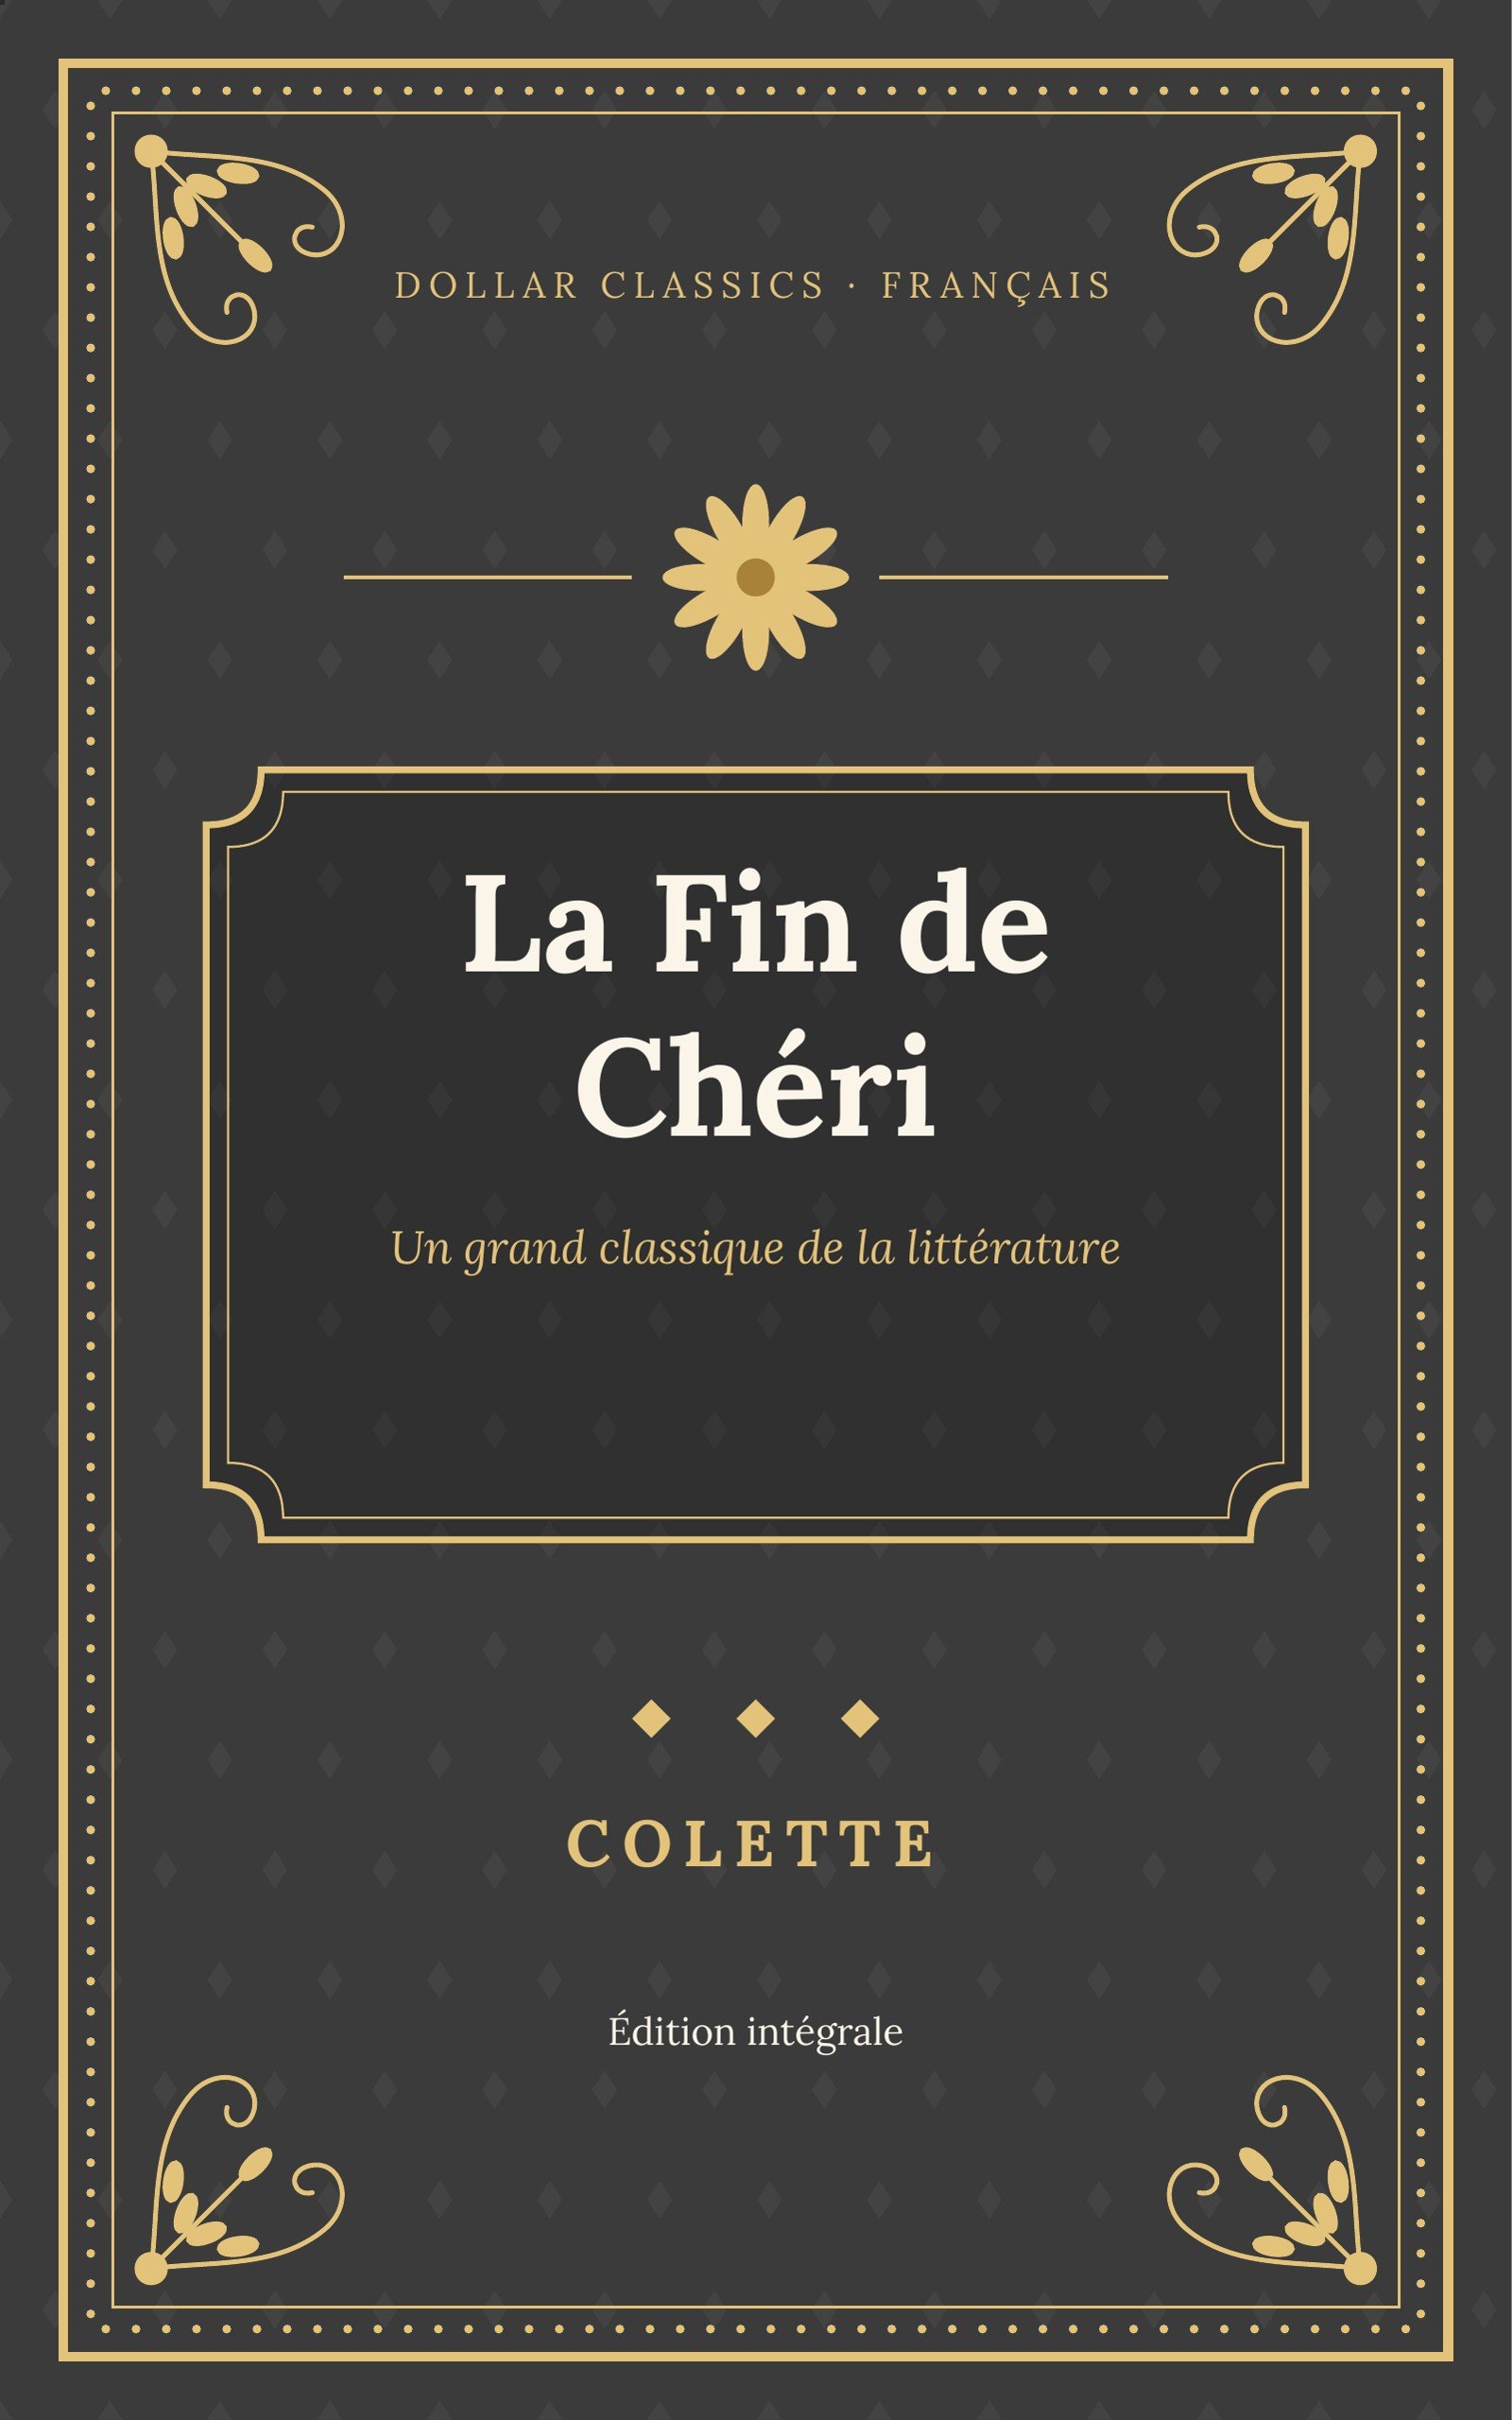 DOLLAR CLASSICS · FRANÇAIS
La Fin de
Chéri
Un grand classique de la littérature
COLETTE
Édition intégrale